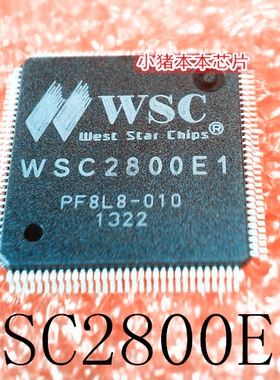 小猪本本芯片
WSC®
West Star Chips
WSC2800E1
PF8L8-010
1322
SC2800E